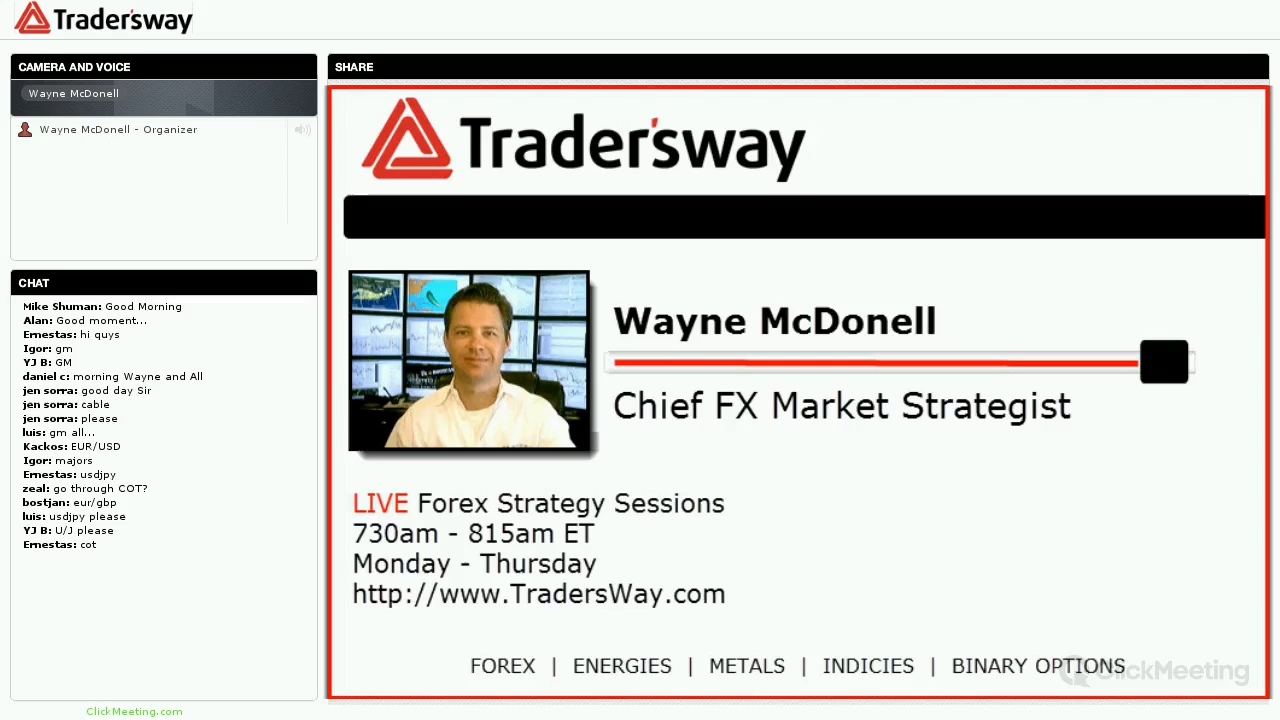 Tradersway
CAMERA AND VOICE
Wayne McDonell
Wayne McDonell - Organizer
CHAT
Mike Shuman: Good Morning
Alan: Good moment...
Ernestas: hi guys
Igor: gm
YJ B: GM
daniel c: morning Wayne and All
jen sorra: good day Sir
jen sorra: cable
jen sorra: please
luis: gm all...
Kackos: EUR/USD
Igor: majors
Ernestas: usdjpy
zeal: go through COT?
bostjan: eur/gbp
luis: usdjpy please
YJ B: U/J please
Ernestas: cot
ClickMeeting.com
SHARE
Trader'sway
Wayne McDonell
Chief FX Market Strategist
LIVE Forex Strategy Sessions
730am - 815am ET
Monday - Thursday
http://www.TradersWay.com
FOREX | ENERGIES | METALS | INDICIES | BINARY OPTIONS
ClickMeeting